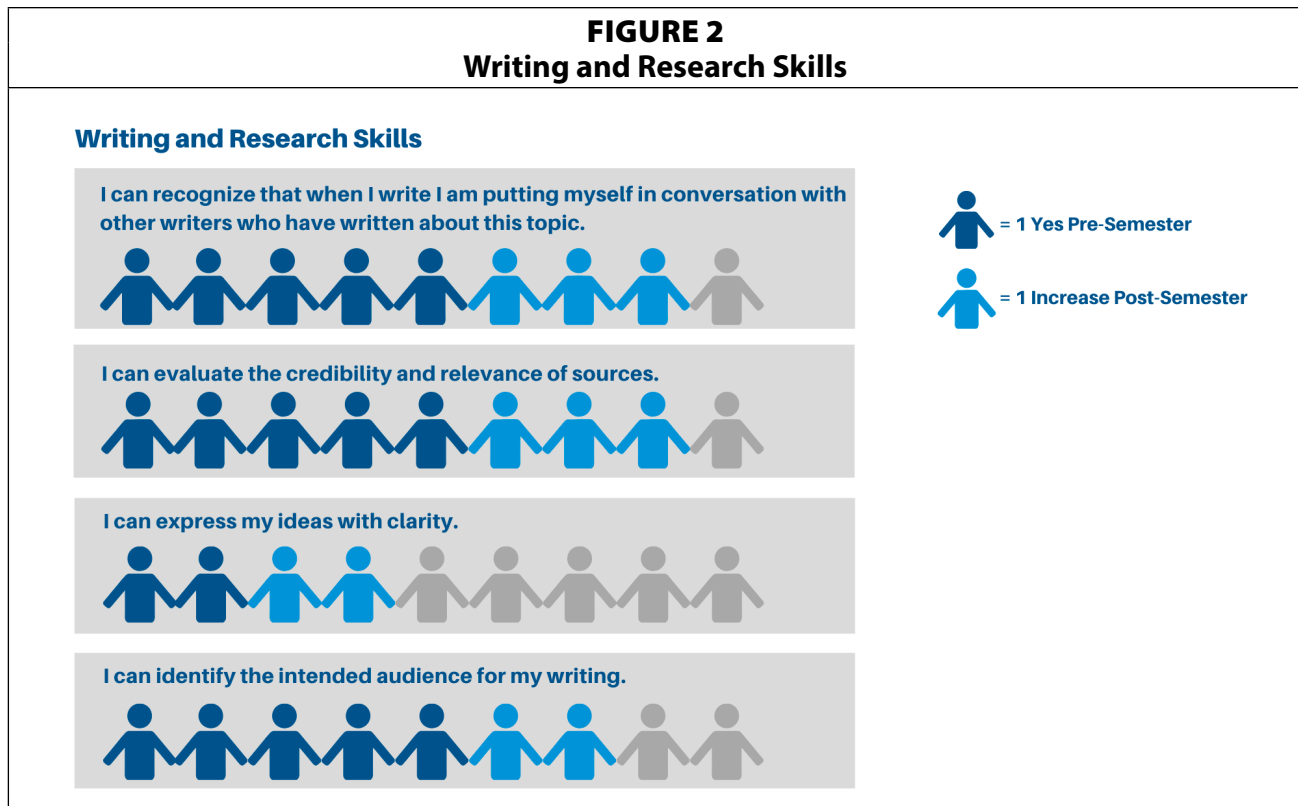 FIGURE 2
Writing and Research Skills
Writing and Research Skills
I can recognize that when I write I am putting myself in conversation with
other writers who have written about this topic.
= 1 Yes Pre-Semester
= 1 Increase Post-Semester
I can evaluate the credibility and relevance of sources.
I can express my ideas with clarity.
I can identify the intended audience for my writing.